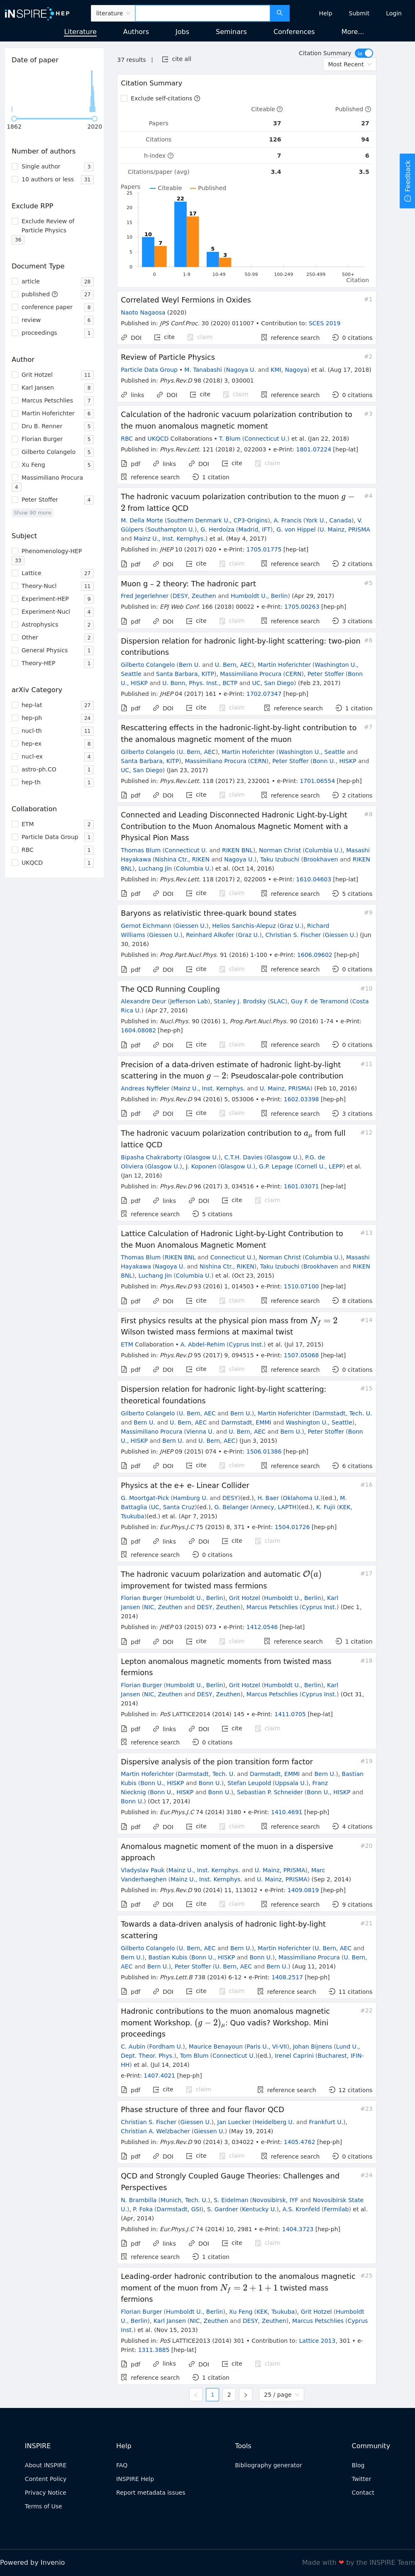 iNSPIRE HEP
literature
Help
Submit
Login
Literature
Authors
Jobs
Seminars
Conferences
More...
Date of paper
1862
2020
Number of authors
Single author 3
10 authors or less 31
Exclude RPP
Exclude Review of
Particle Physics
36
Document Type
article 28
published 27
conference paper 8
review 6
proceedings 1
Author
Grit Hotzel 11
Karl Jansen 8
Marcus Petschlies 7
Martin Hoferichter 6
Dru B. Renner 5
Florian Burger 5
Gilberto Colangelo 5
Xu Feng 5
Massimiliano Procura
4
Peter Stoffer 4
Show 90 more
Subject
Phenomenology-HEP
33
Lattice 27
Theory-Nucl 11
Experiment-HEP 9
Experiment-Nucl 4
Astrophysics 2
Other 2
General Physics 1
Theory-HEP 1
arXiv Category
hep-lat 27
hep-ph 24
nucl-th 11
hep-ex 8
nucl-ex 4
astro-ph.CO 1
hep-th 1
Collaboration
ETM 2
Particle Data Group 1
RBC 1
UKQCD 1
37 results | cite all
Citation Summary
Most Recent
Feedback
Citation Summary
Exclude self-citations
Citeable Published
Papers 37 27
Citations 126 94
h-index 7 6
Citations/paper (avg) 3.4 3.5
Papers Citeable Published
25
20
15
10
5
0
10
7
22
17
5
3
0 1-9 10-49 50-99 100-249 250-499 500+
Citation
Correlated Weyl Fermions in Oxides #1
Naoto Nagaosa (2020)
Published in: JPS Conf.Proc. 30 (2020) 011007 • Contribution to: SCES 2019
DOI cite claim reference search 0 citations
Review of Particle Physics #2
Particle Data Group • M. Tanabashi (Nagoya U. and KMI, Nagoya) et al. (Aug 17, 2018)
Published in: Phys.Rev.D 98 (2018) 3, 030001
links DOI cite claim reference search 0 citations
Calculation of the hadronic vacuum polarization contribution to #3
the muon anomalous magnetic moment
RBC and UKQCD Collaborations • T. Blum (Connecticut U.) et al. (Jan 22, 2018)
Published in: Phys.Rev.Lett. 121 (2018) 2, 022003 • e-Print: 1801.07224 [hep-lat]
pdf links DOI cite claim
reference search 1 citation
The hadronic vacuum polarization contribution to the muon g − #4
2 from lattice QCD
M. Della Morte (Southern Denmark U., CP3-Origins), A. Francis (York U., Canada), V.
Gülpers (Southampton U.), G. Herdoíza (Madrid, IFT), G. von Hippel (U. Mainz, PRISMA
and Mainz U., Inst. Kernphys.) et al. (May 4, 2017)
Published in: JHEP 10 (2017) 020 • e-Print: 1705.01775 [hep-lat]
pdf DOI cite claim reference search 2 citations
Muon g – 2 theory: The hadronic part #5
Fred Jegerlehner (DESY, Zeuthen and Humboldt U., Berlin) (Apr 29, 2017)
Published in: EPJ Web Conf. 166 (2018) 00022 • e-Print: 1705.00263 [hep-ph]
pdf DOI cite claim reference search 3 citations
Dispersion relation for hadronic light-by-light scattering: two-pion #6
contributions
Gilberto Colangelo (Bern U. and U. Bern, AEC), Martin Hoferichter (Washington U.,
Seattle and Santa Barbara, KITP), Massimiliano Procura (CERN), Peter Stoffer (Bonn
U., HISKP and U. Bonn, Phys. Inst., BCTP and UC, San Diego) (Feb 23, 2017)
Published in: JHEP 04 (2017) 161 • e-Print: 1702.07347 [hep-ph]
pdf DOI cite claim reference search 1 citation
Rescattering effects in the hadronic-light-by-light contribution to #7
the anomalous magnetic moment of the muon
Gilberto Colangelo (U. Bern, AEC), Martin Hoferichter (Washington U., Seattle and
Santa Barbara, KITP), Massimiliano Procura (CERN), Peter Stoffer (Bonn U., HISKP and
UC, San Diego) (Jan 23, 2017)
Published in: Phys.Rev.Lett. 118 (2017) 23, 232001 • e-Print: 1701.06554 [hep-ph]
pdf DOI cite claim reference search 2 citations
Connected and Leading Disconnected Hadronic Light-by-Light #8
Contribution to the Muon Anomalous Magnetic Moment with a
Physical Pion Mass
Thomas Blum (Connecticut U. and RIKEN BNL), Norman Christ (Columbia U.), Masashi
Hayakawa (Nishina Ctr., RIKEN and Nagoya U.), Taku Izubuchi (Brookhaven and RIKEN
BNL), Luchang Jin (Columbia U.) et al. (Oct 14, 2016)
Published in: Phys.Rev.Lett. 118 (2017) 2, 022005 • e-Print: 1610.04603 [hep-lat]
pdf DOI cite claim reference search 5 citations
Baryons as relativistic three-quark bound states #9
Gernot Eichmann (Giessen U.), Helios Sanchis-Alepuz (Graz U.), Richard
Williams (Giessen U.), Reinhard Alkofer (Graz U.), Christian S. Fischer (Giessen U.) (Jun
30, 2016)
Published in: Prog.Part.Nucl.Phys. 91 (2016) 1-100 • e-Print: 1606.09602 [hep-ph]
pdf DOI cite claim reference search 0 citations
The QCD Running Coupling #10
Alexandre Deur (Jefferson Lab), Stanley J. Brodsky (SLAC), Guy F. de Teramond (Costa
Rica U.) (Apr 27, 2016)
Published in: Nucl.Phys. 90 (2016) 1, Prog.Part.Nucl.Phys. 90 (2016) 1-74 • e-Print:
1604.08082 [hep-ph]
pdf DOI cite claim reference search 0 citations
Precision of a data-driven estimate of hadronic light-by-light #11
scattering in the muon g − 2: Pseudoscalar-pole contribution
Andreas Nyffeler (Mainz U., Inst. Kernphys. and U. Mainz, PRISMA) (Feb 10, 2016)
Published in: Phys.Rev.D 94 (2016) 5, 053006 • e-Print: 1602.03398 [hep-ph]
pdf DOI cite claim reference search 3 citations
The hadronic vacuum polarization contribution to aμ from full #12
lattice QCD
Bipasha Chakraborty (Glasgow U.), C.T.H. Davies (Glasgow U.), P.G. de
Oliviera (Glasgow U.), J. Koponen (Glasgow U.), G.P. Lepage (Cornell U., LEPP) et al.
(Jan 12, 2016)
Published in: Phys.Rev.D 96 (2017) 3, 034516 • e-Print: 1601.03071 [hep-lat]
pdf links DOI cite claim
reference search 5 citations
Lattice Calculation of Hadronic Light-by-Light Contribution to #13
the Muon Anomalous Magnetic Moment
Thomas Blum (RIKEN BNL and Connecticut U.), Norman Christ (Columbia U.), Masashi
Hayakawa (Nagoya U. and Nishina Ctr., RIKEN), Taku Izubuchi (Brookhaven and RIKEN
BNL), Luchang Jin (Columbia U.) et al. (Oct 23, 2015)
Published in: Phys.Rev.D 93 (2016) 1, 014503 • e-Print: 1510.07100 [hep-lat]
pdf DOI cite claim reference search 8 citations
First physics results at the physical pion mass from Nf = 2 #14
Wilson twisted mass fermions at maximal twist
ETM Collaboration • A. Abdel-Rehim (Cyprus Inst.) et al. (Jul 17, 2015)
Published in: Phys.Rev.D 95 (2017) 9, 094515 • e-Print: 1507.05068 [hep-lat]
pdf DOI cite claim reference search 0 citations
Dispersion relation for hadronic light-by-light scattering: #15
theoretical foundations
Gilberto Colangelo (U. Bern, AEC and Bern U.), Martin Hoferichter (Darmstadt, Tech. U.
and Bern U. and U. Bern, AEC and Darmstadt, EMMI and Washington U., Seattle),
Massimiliano Procura (Vienna U. and U. Bern, AEC and Bern U.), Peter Stoffer (Bonn
U., HISKP and Bern U. and U. Bern, AEC) (Jun 3, 2015)
Published in: JHEP 09 (2015) 074 • e-Print: 1506.01386 [hep-ph]
pdf DOI cite claim reference search 6 citations
Physics at the e+ e- Linear Collider #16
G. Moortgat-Pick (Hamburg U. and DESY)(ed.), H. Baer (Oklahoma U.)(ed.), M.
Battaglia (UC, Santa Cruz)(ed.), G. Belanger (Annecy, LAPTH)(ed.), K. Fujii (KEK,
Tsukuba)(ed.) et al. (Apr 7, 2015)
Published in: Eur.Phys.J.C 75 (2015) 8, 371 • e-Print: 1504.01726 [hep-ph]
pdf links DOI cite claim
reference search 0 citations
The hadronic vacuum polarization and automatic O(a) #17
improvement for twisted mass fermions
Florian Burger (Humboldt U., Berlin), Grit Hotzel (Humboldt U., Berlin), Karl
Jansen (NIC, Zeuthen and DESY, Zeuthen), Marcus Petschlies (Cyprus Inst.) (Dec 1,
2014)
Published in: JHEP 03 (2015) 073 • e-Print: 1412.0546 [hep-lat]
pdf DOI cite claim reference search 1 citation
Lepton anomalous magnetic moments from twisted mass #18
fermions
Florian Burger (Humboldt U., Berlin), Grit Hotzel (Humboldt U., Berlin), Karl
Jansen (NIC, Zeuthen and DESY, Zeuthen), Marcus Petschlies (Cyprus Inst.) (Oct 31,
2014)
Published in: PoS LATTICE2014 (2014) 145 • e-Print: 1411.0705 [hep-lat]
pdf links DOI cite claim
reference search 0 citations
Dispersive analysis of the pion transition form factor #19
Martin Hoferichter (Darmstadt, Tech. U. and Darmstadt, EMMI and Bern U.), Bastian
Kubis (Bonn U., HISKP and Bonn U.), Stefan Leupold (Uppsala U.), Franz
Niecknig (Bonn U., HISKP and Bonn U.), Sebastian P. Schneider (Bonn U., HISKP and
Bonn U.) (Oct 17, 2014)
Published in: Eur.Phys.J.C 74 (2014) 3180 • e-Print: 1410.4691 [hep-ph]
pdf DOI cite claim reference search 4 citations
Anomalous magnetic moment of the muon in a dispersive #20
approach
Vladyslav Pauk (Mainz U., Inst. Kernphys. and U. Mainz, PRISMA), Marc
Vanderhaeghen (Mainz U., Inst. Kernphys. and U. Mainz, PRISMA) (Sep 2, 2014)
Published in: Phys.Rev.D 90 (2014) 11, 113012 • e-Print: 1409.0819 [hep-ph]
pdf DOI cite claim reference search 9 citations
Towards a data-driven analysis of hadronic light-by-light #21
scattering
Gilberto Colangelo (U. Bern, AEC and Bern U.), Martin Hoferichter (U. Bern, AEC and
Bern U.), Bastian Kubis (Bonn U., HISKP and Bonn U.), Massimiliano Procura (U. Bern,
AEC and Bern U.), Peter Stoffer (U. Bern, AEC and Bern U.) (Aug 11, 2014)
Published in: Phys.Lett.B 738 (2014) 6-12 • e-Print: 1408.2517 [hep-ph]
pdf DOI cite claim reference search 11 citations
Hadronic contributions to the muon anomalous magnetic #22
moment Workshop. (g − 2)μ: Quo vadis? Workshop. Mini
proceedings
C. Aubin (Fordham U.), Maurice Benayoun (Paris U., VI-VII), Johan Bijnens (Lund U.,
Dept. Theor. Phys.), Tom Blum (Connecticut U.)(ed.), Irenel Caprini (Bucharest, IFIN-
HH) et al. (Jul 14, 2014)
e-Print: 1407.4021 [hep-ph]
pdf cite claim reference search 12 citations
Phase structure of three and four flavor QCD #23
Christian S. Fischer (Giessen U.), Jan Luecker (Heidelberg U. and Frankfurt U.),
Christian A. Welzbacher (Giessen U.) (May 19, 2014)
Published in: Phys.Rev.D 90 (2014) 3, 034022 • e-Print: 1405.4762 [hep-ph]
pdf DOI cite claim reference search 0 citations
QCD and Strongly Coupled Gauge Theories: Challenges and #24
Perspectives
N. Brambilla (Munich, Tech. U.), S. Eidelman (Novosibirsk, IYF and Novosibirsk State
U.), P. Foka (Darmstadt, GSI), S. Gardner (Kentucky U.), A.S. Kronfeld (Fermilab) et al.
(Apr, 2014)
Published in: Eur.Phys.J.C 74 (2014) 10, 2981 • e-Print: 1404.3723 [hep-ph]
pdf links DOI cite claim
reference search 1 citation
Leading-order hadronic contribution to the anomalous magnetic #25
moment of the muon from Nf = 2 + 1 + 1 twisted mass
fermions
Florian Burger (Humboldt U., Berlin), Xu Feng (KEK, Tsukuba), Grit Hotzel (Humboldt
U., Berlin), Karl Jansen (NIC, Zeuthen and DESY, Zeuthen), Marcus Petschlies (Cyprus
Inst.) et al. (Nov 15, 2013)
Published in: PoS LATTICE2013 (2014) 301 • Contribution to: Lattice 2013, 301 • e-
Print: 1311.3885 [hep-lat]
pdf links DOI cite claim
reference search 1 citation
1 2 25 / page
INSPIRE
About INSPIRE
Content Policy
Privacy Notice
Terms of Use
Help
FAQ
INSPIRE Help
Report metadata issues
Tools
Bibliography generator
Community
Blog
Twitter
Contact
Powered by Invenio
Made with ❤ by the INSPIRE Team